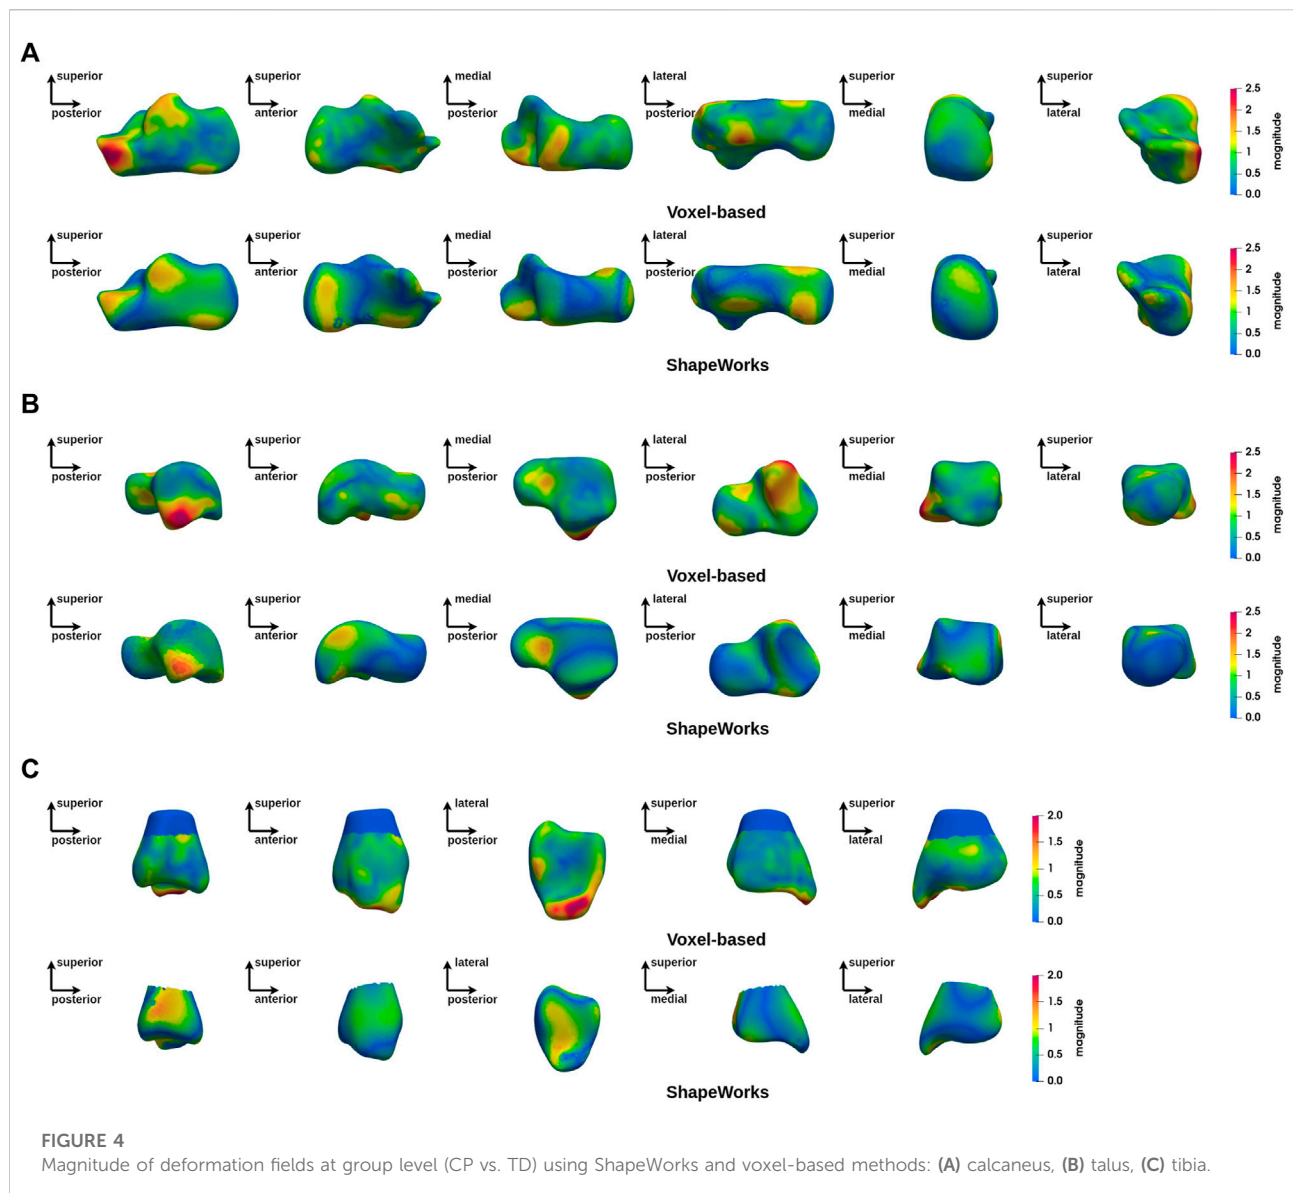 A
superior
posterior
superior
anterior
medial
posterior
lateral
posterior
superior
medial
superior
lateral
2.5
2
1.5
1
0.5
0.0
magnitude
Voxel-based
superior
posterior
superior
anterior
medial
posterior
lateral
posterior
superior
medial
superior
lateral
2.5
2
1.5
1
0.5
0.0
magnitude
ShapeWorks
B
superior
posterior
superior
anterior
medial
posterior
lateral
posterior
superior
medial
superior
lateral
2.5
2
1.5
1
0.5
0.0
magnitude
Voxel-based
superior
posterior
superior
anterior
medial
posterior
lateral
posterior
superior
medial
superior
lateral
2.5
2
1.5
1
0.5
0.0
magnitude
ShapeWorks
C
superior
posterior
superior
anterior
lateral
posterior
superior
medial
superior
lateral
2.0
1.5
1
0.5
0.0
magnitude
Voxel-based
superior
posterior
superior
anterior
lateral
posterior
superior
medial
superior
lateral
2.0
1.5
1
0.5
0.0
magnitude
ShapeWorks
FIGURE 4
Magnitude of deformation fields at group level (CP vs. TD) using ShapeWorks and voxel-based methods: (A) calcaneus, (B) talus, (C) tibia.